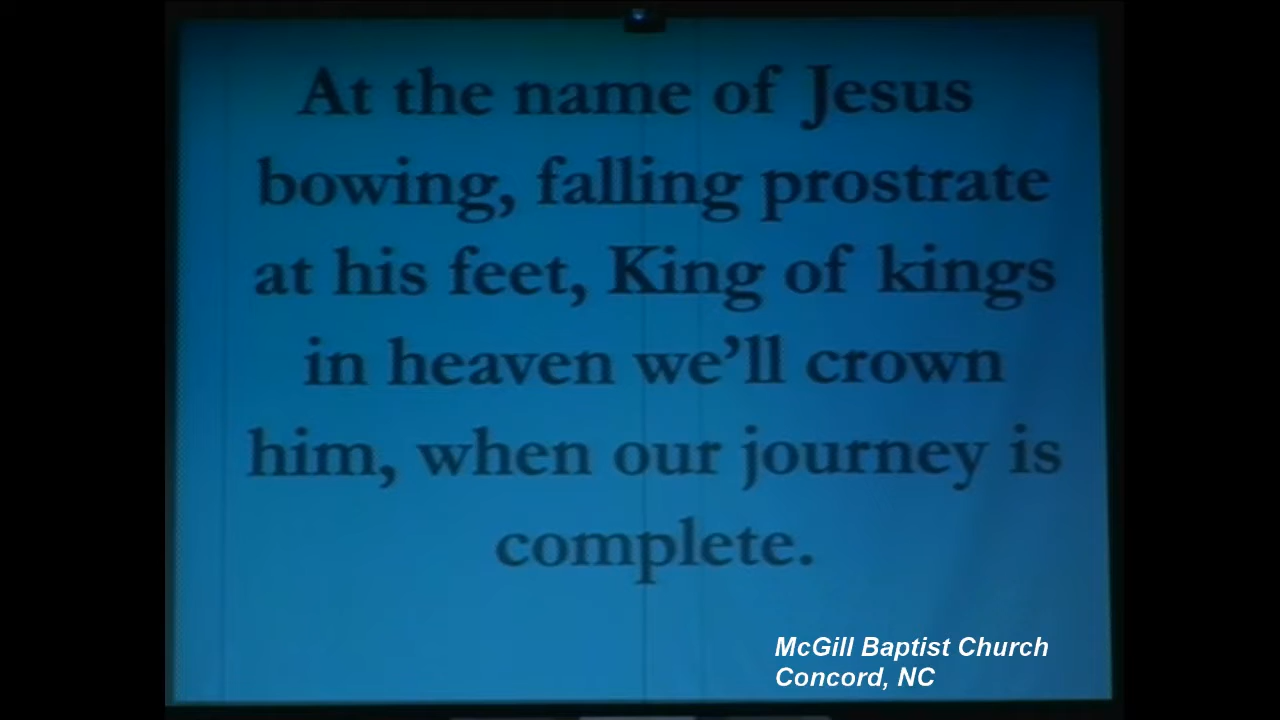 At the name of Jesus
bowing, falling prostrate
at his feet, King of kings
in heaven we’ll crown
him, when our journey is
complete.
McGill Baptist Church
Concord, NC